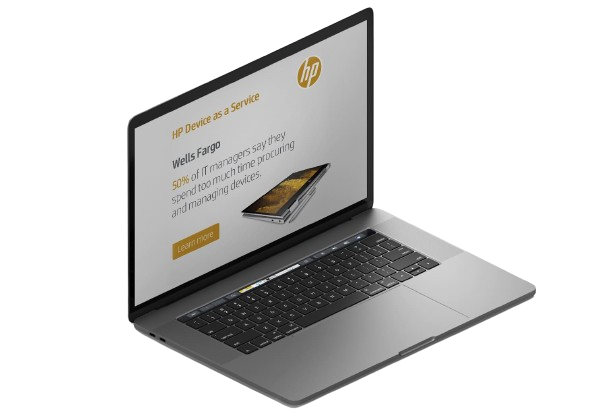 hp
HP Device as a Service
Wells Fargo
50% of IT managers say they
spend too much time procuring
and managing devices.
Learn more